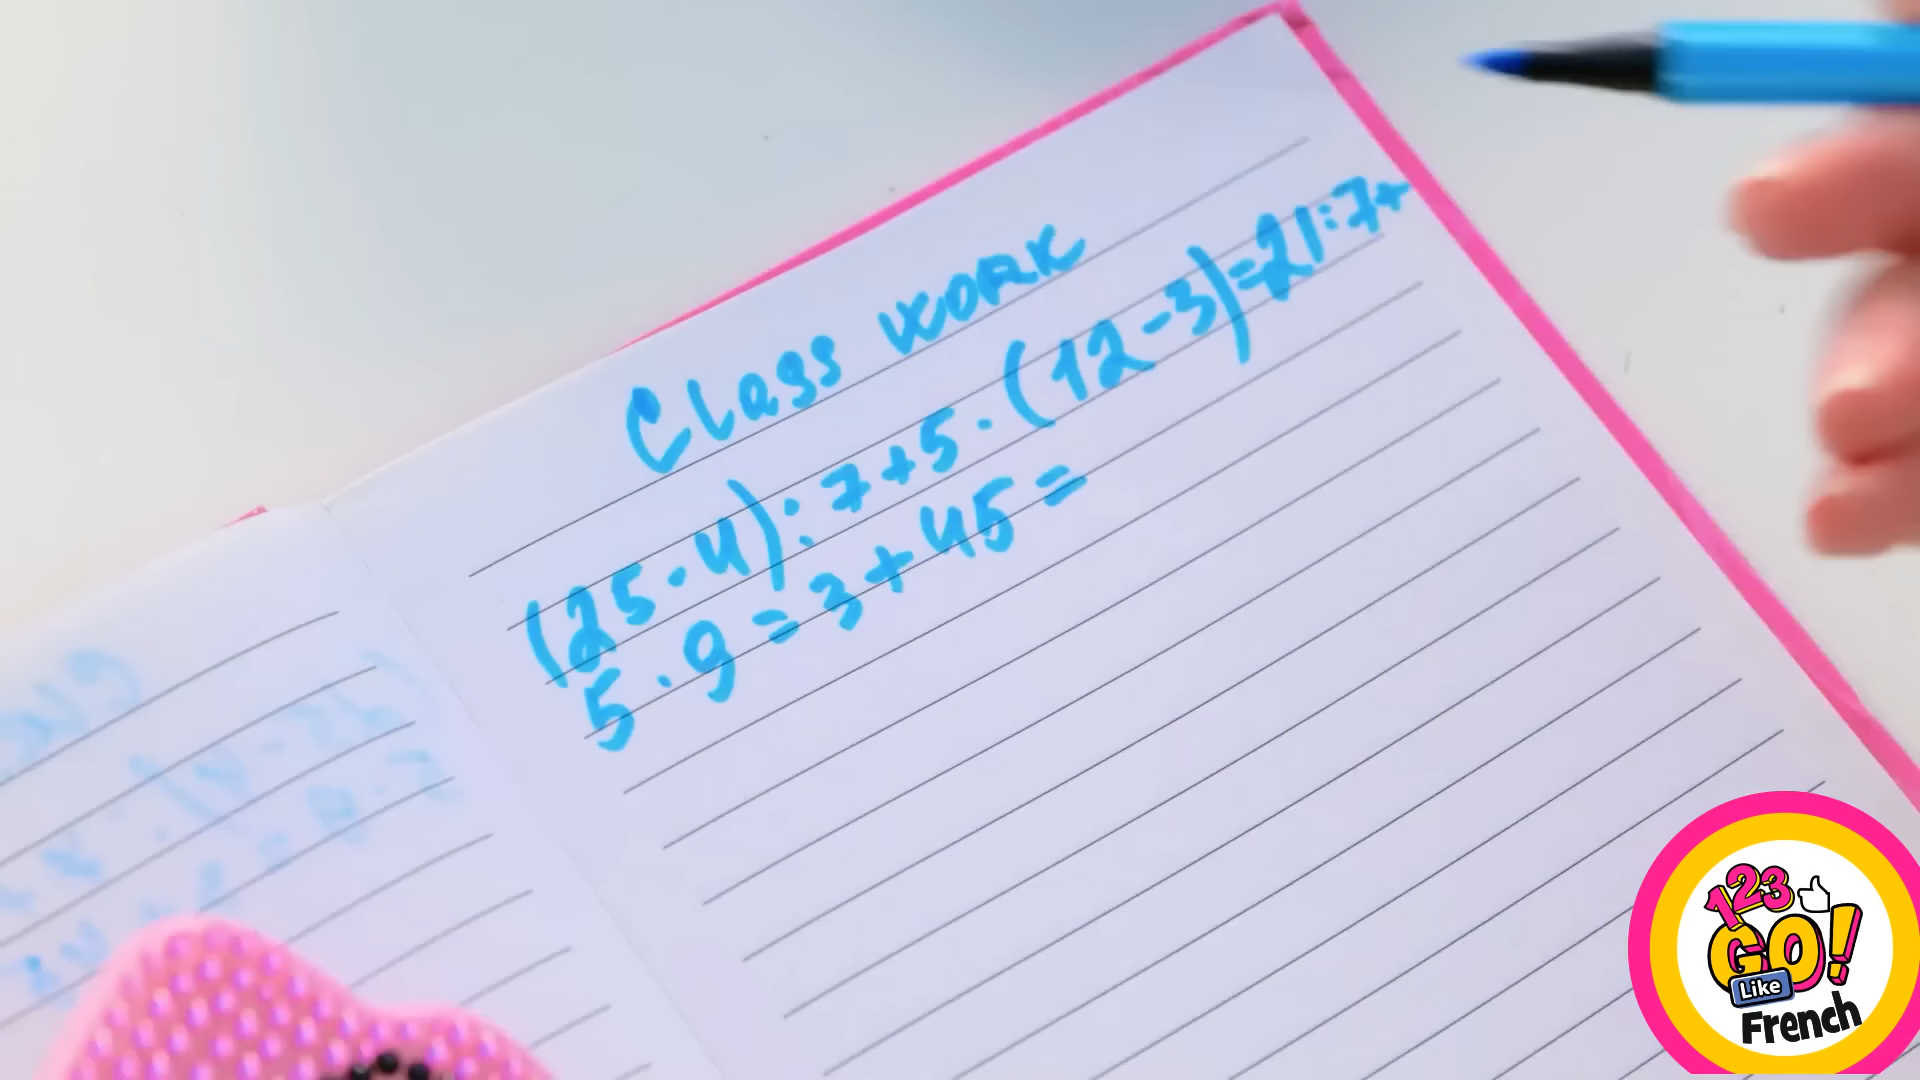 Class work
(25-4):7+5·(12-3)=21:7+
5·9=3+45=
123
GO!
Like
French